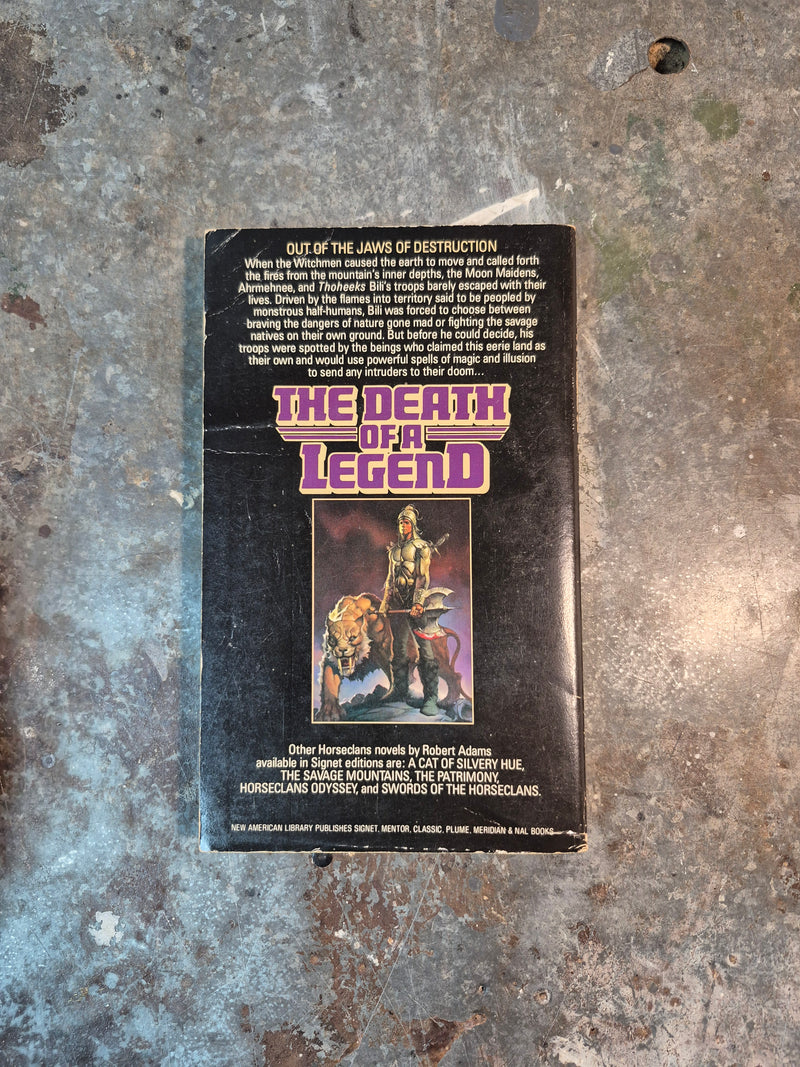 OUT OF THE JAWS OF DESTRUCTION
When the Witchmen caused the earth to move and called forth
the fires from the mountain's inner depths, the Moon Maidens,
Ahrmehnee, and Thoheeks Bili's troops barely escaped with their
lives. Driven by the flames into territory said to be peopled by
monstrous half-humans, Bili was forced to choose between
braving the dangers of nature gone mad or fighting the savage
natives on their own ground. But before he could decide, his
troops were spotted by the beings who claimed this eerie land as
their own and would use powerful spells of magic and illusion
to send any intruders to their doom...
THE DEATH
OF A
LEGEND
Other Horseclans novels by Robert Adams
available in Signet editions are: A CAT OF SILVERY HUE,
THE SAVAGE MOUNTAINS, THE PATRIMONY,
HORSECLANS ODYSSEY, and SWORDS OF THE HORSECLANS.
NEW AMERICAN LIBRARY PUBLISHES SIGNET, MENTOR, CLASSIC, PLUME, MERIDIAN & NAL BOOKS